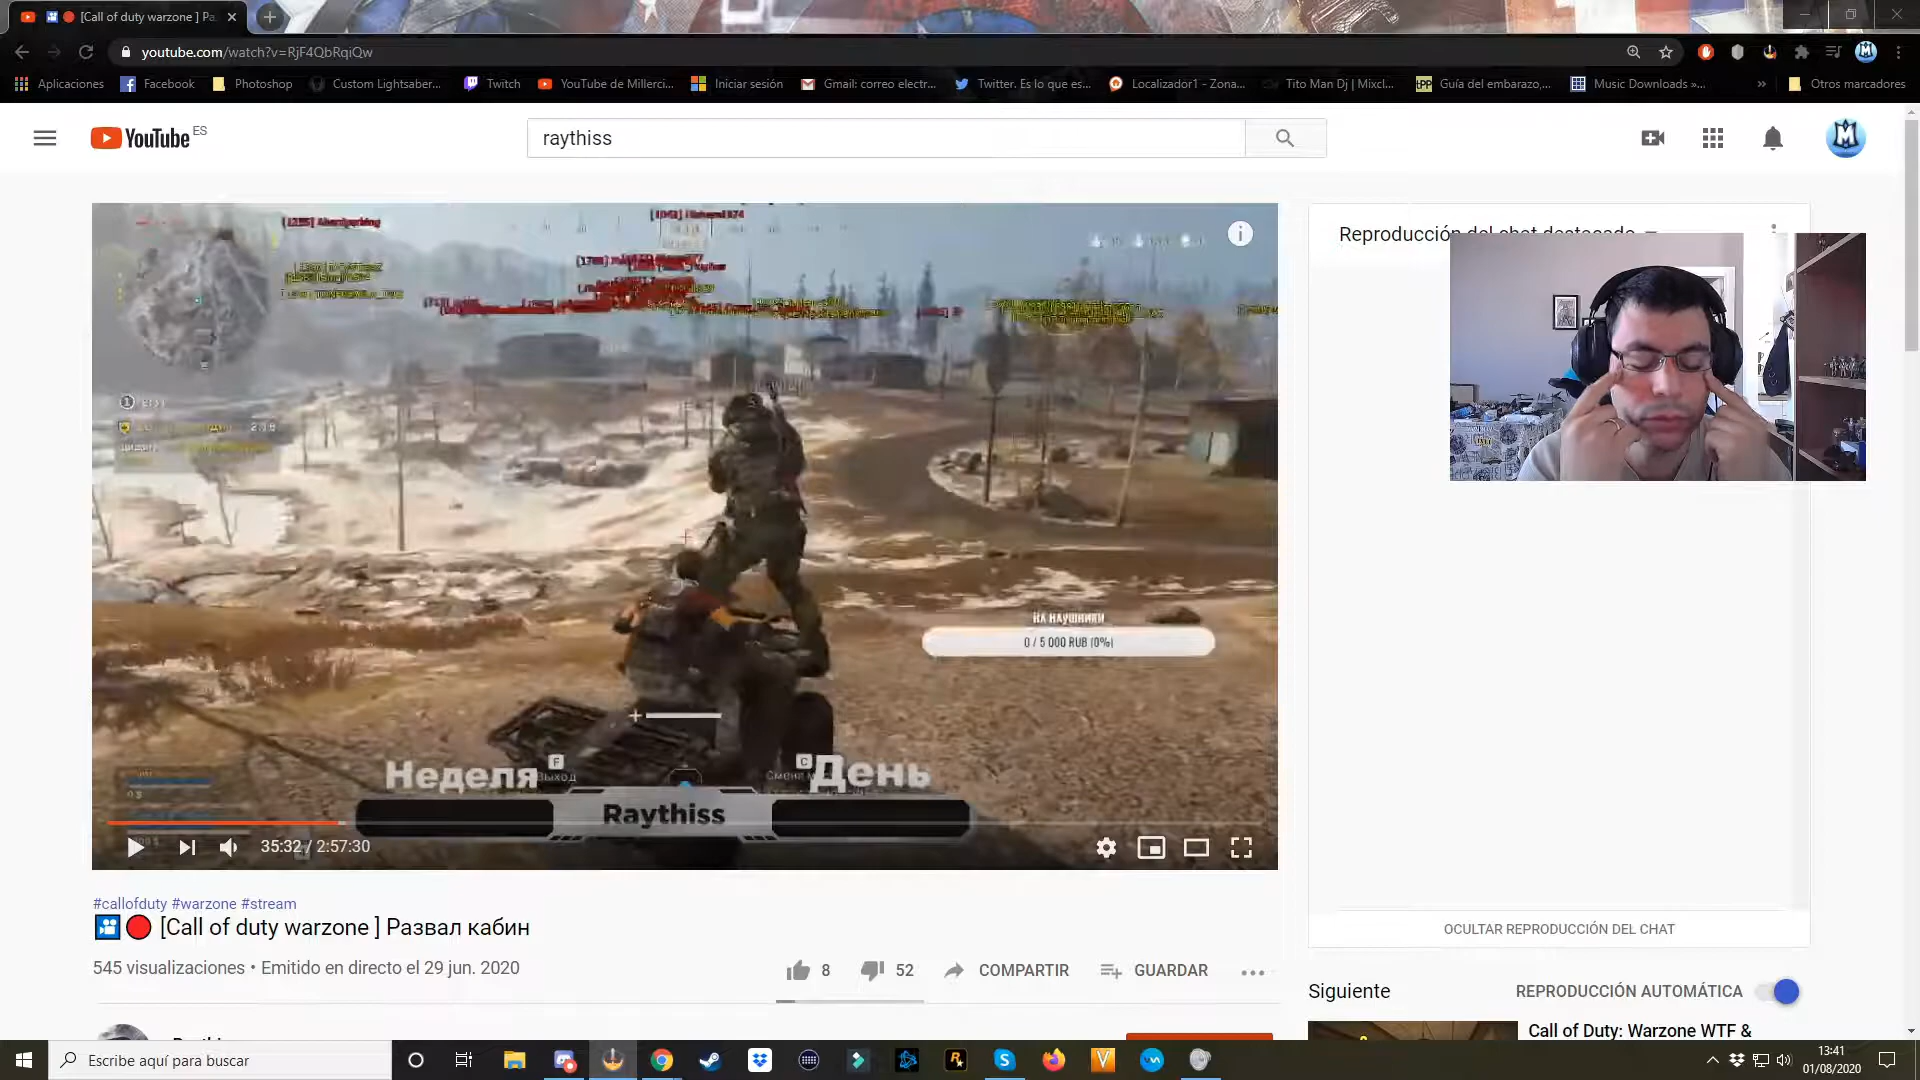 [Call of duty warzone ] Pa
youtube.com/watch?v=RjF4QbRqiQw
Aplicaciones
Facebook
Photoshop
Custom Lightsaber...
Twitch
YouTube de Millerci...
Iniciar sesión
Gmail: correo electr...
Twitter. Es lo que es...
Localizador1 - Zona...
Tito Man Dj | Mixcl...
Guía del embarazo,...
Music Downloads »...
Otros marcadores
YouTube ES
raythiss
Reproducción del chat destacado
НА НАУШНИКИ
0 / 5 000 RUB (0%)
Неделя
F
Выход
C
День
Raythiss
35:32 / 2:57:30
#callofduty #warzone #stream
[Call of duty warzone ] Развал кабин
545 visualizaciones • Emitido en directo el 29 jun. 2020
8
52
COMPARTIR
GUARDAR
OCULTAR REPRODUCCIÓN DEL CHAT
Siguiente
REPRODUCCIÓN AUTOMÁTICA
Call of Duty: Warzone WTF &
Escribe aquí para buscar
13:41
01/08/2020